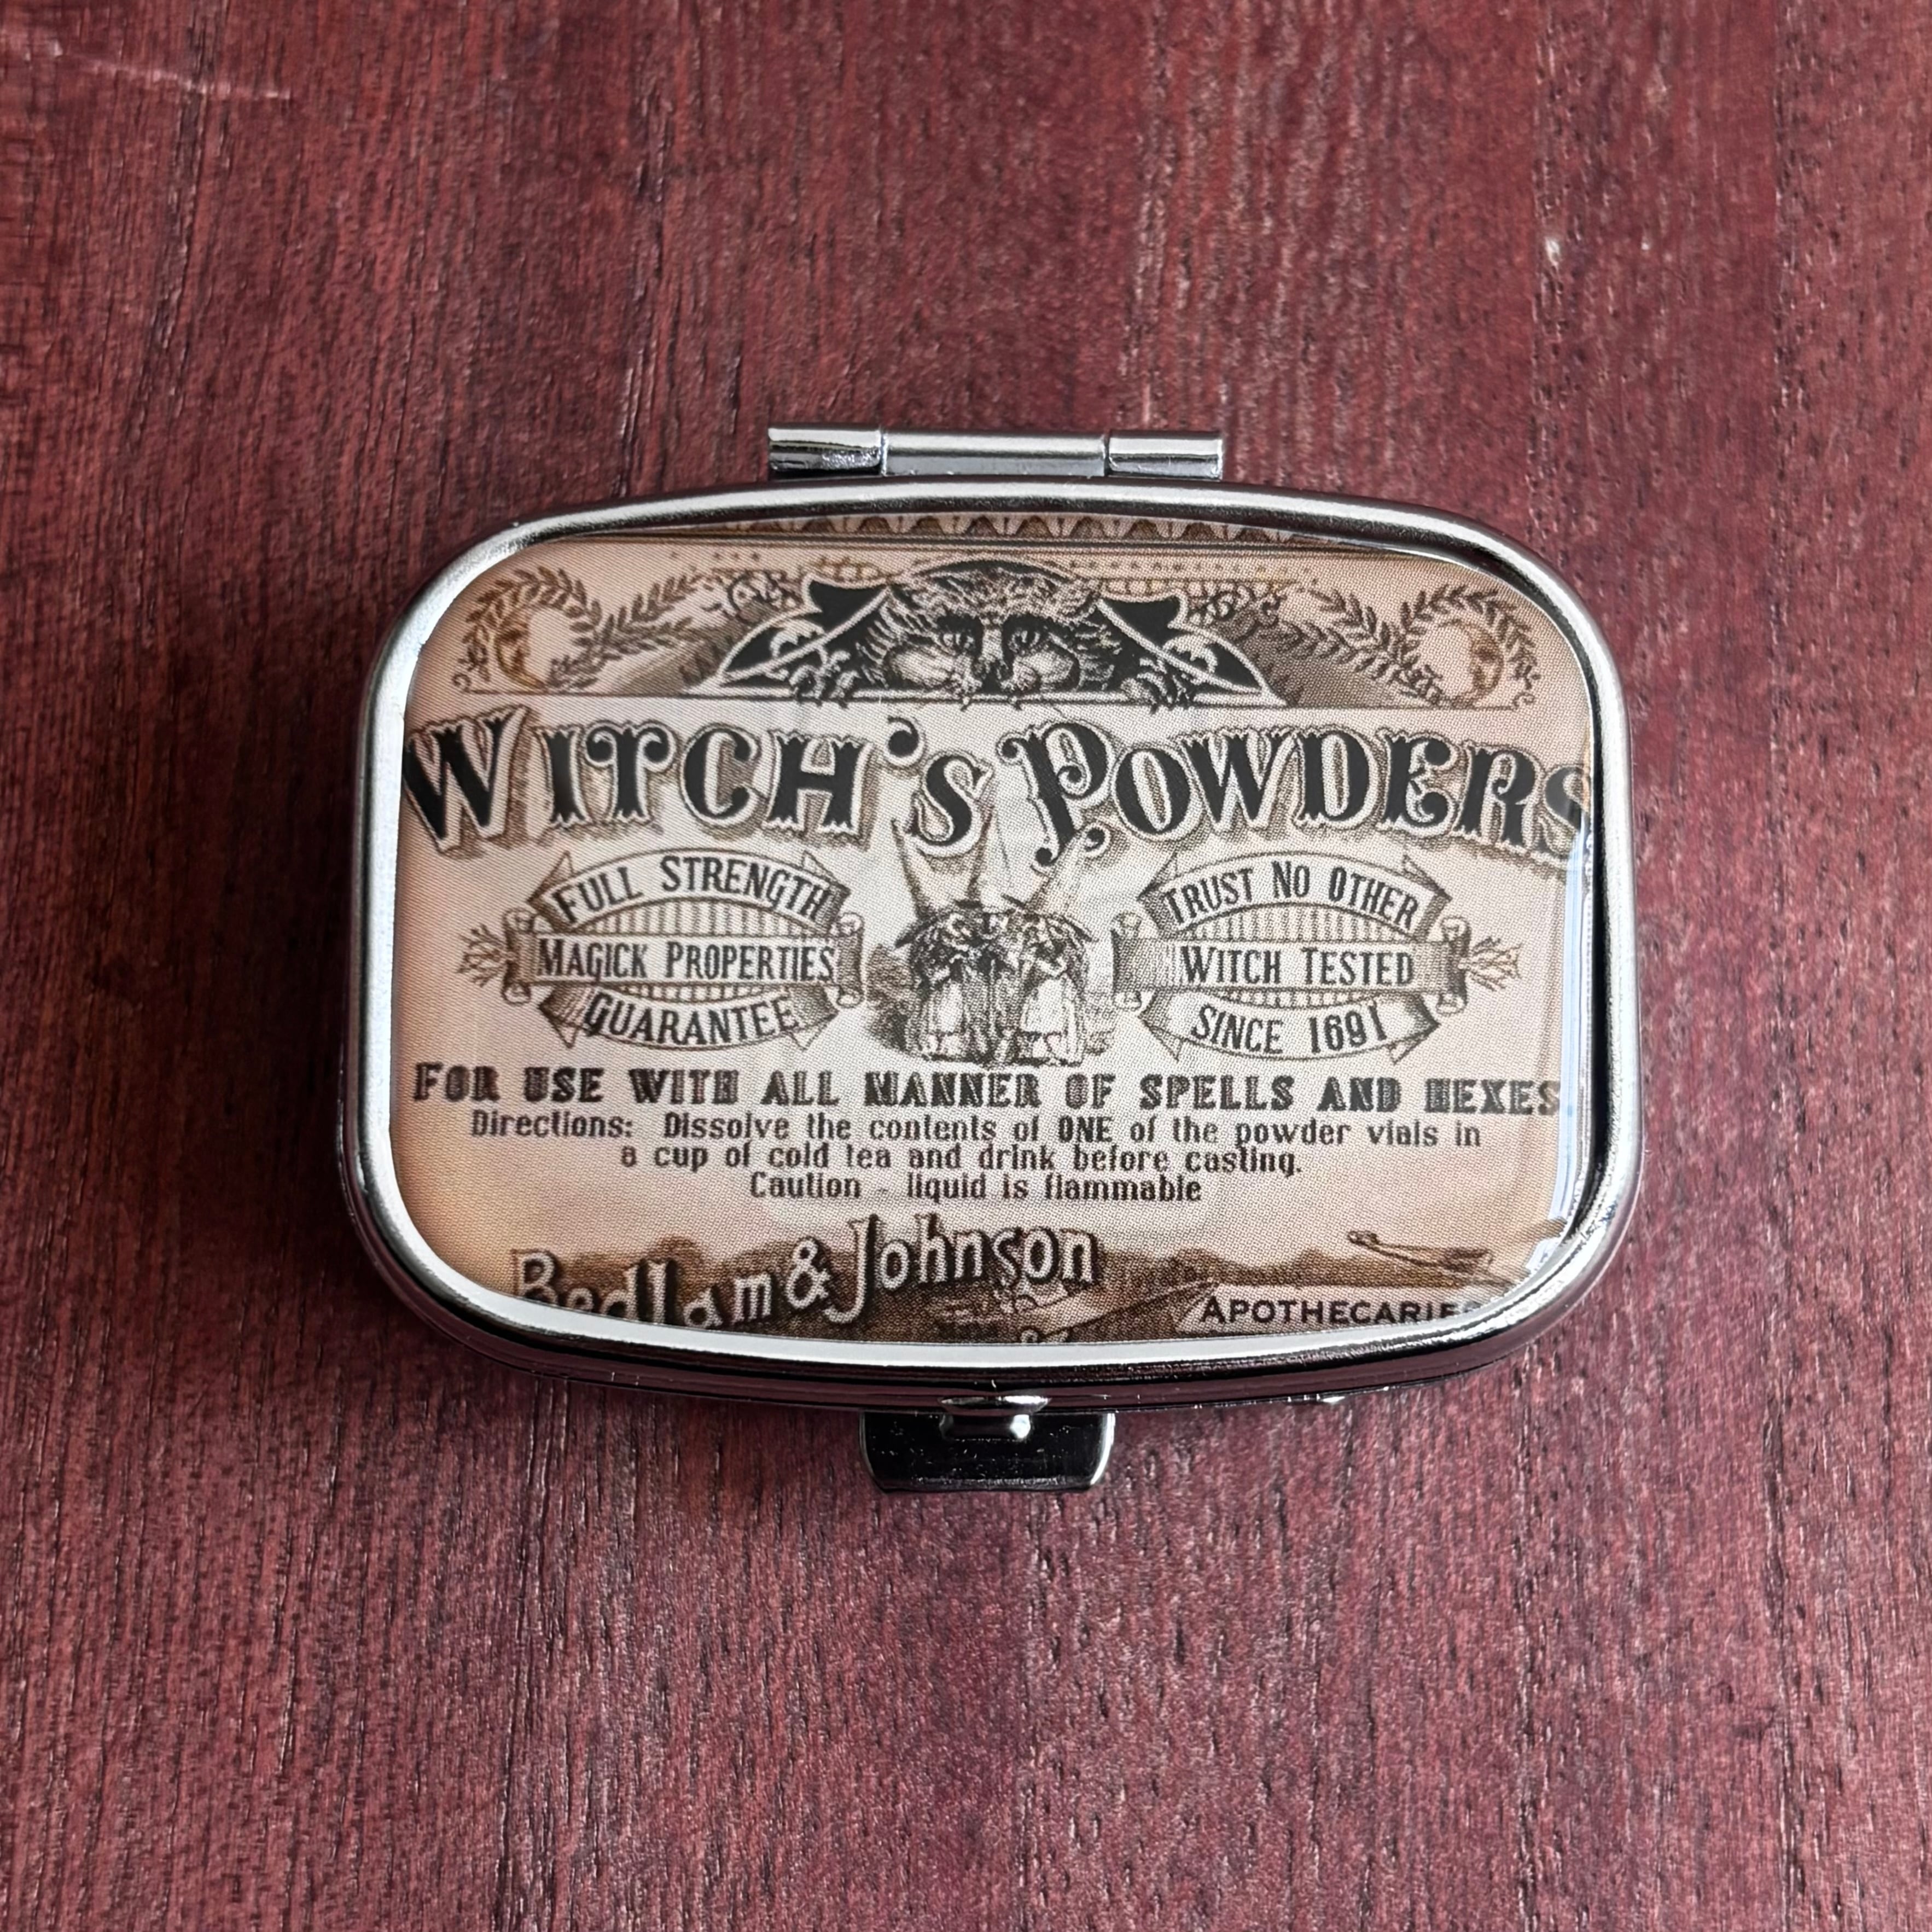 WITCH's POWDERS
FULL STRENGTH
MAGICK PROPERTIES
GUARANTEE
TRUST NO OTHER
WITCH TESTED
SINCE 1691
FOR USE WITH ALL MANNER OF SPELLS AND HEXES
Directions: Dissolve the contents of ONE of the powder vials in
a cup of cold tea and drink before casting.
Caution - liquid is flammable
Bedlam & Johnson
APOTHECARIES